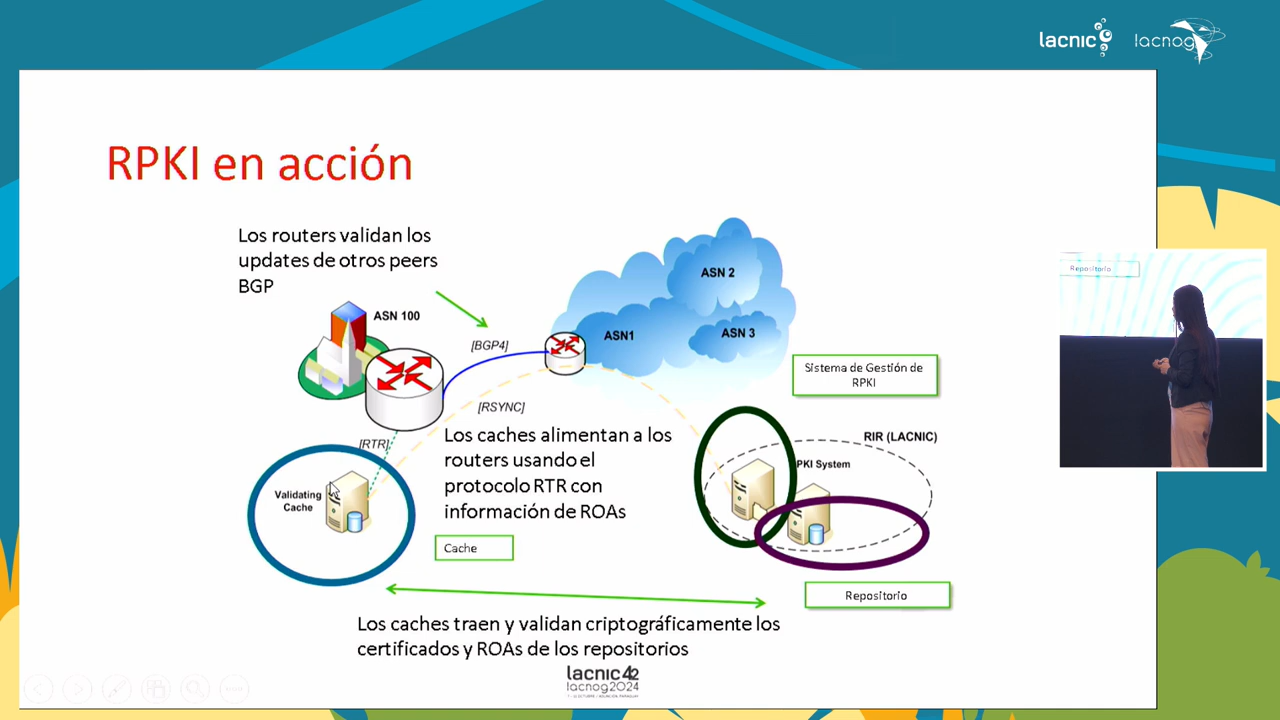 lacnic
lacnog
RPKI en acción
Los routers validan los
updates de otros peers
BGP
ASN 100
ASN 2
ASN1
ASN 3
[BGP4]
[RSYNC]
[RTR]
Sistema de Gestión de
RPKI
Los caches alimentan a los
routers usando el
protocolo RTR con
información de ROAs
RIR (LACNIC)
PKI System
Validating
Cache
Cache
Repositorio
Los caches traen y validan criptográficamente los
certificados y ROAs de los repositorios
lacnic42
lacnog2024
Repositorio